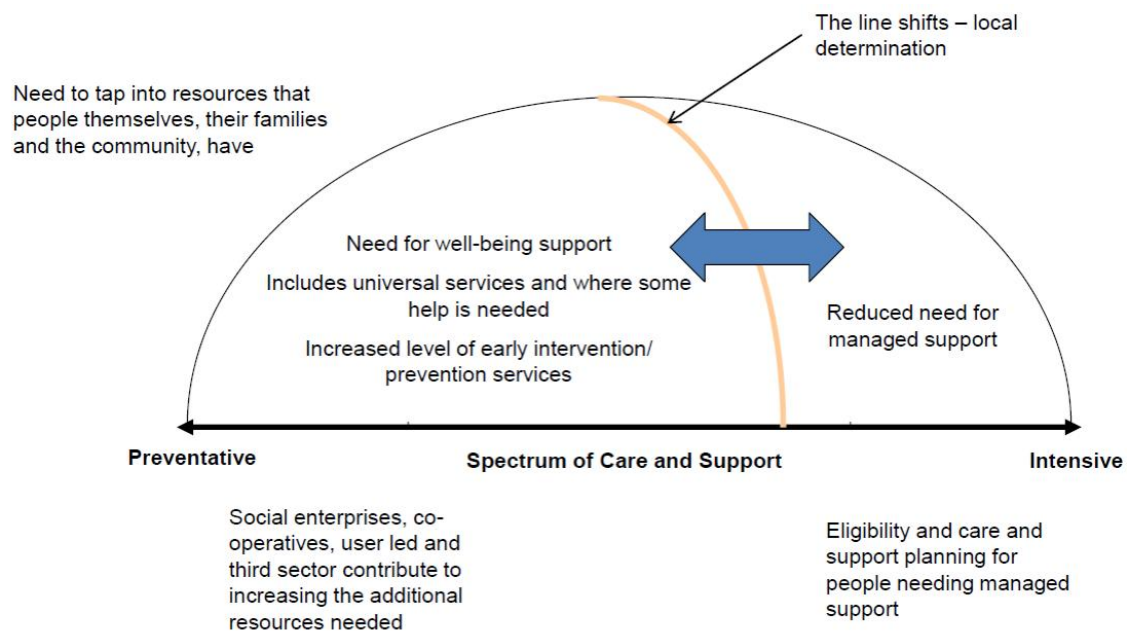 The line shifts – local
determination
Need to tap into resources that
people themselves, their families
and the community, have
Need for well-being support
Includes universal services and where some
help is needed
Increased level of early intervention/
prevention services
Reduced need for
managed support
Preventative
Spectrum of Care and Support
Intensive
Social enterprises, co-
operatives, user led and
third sector contribute to
increasing the additional
resources needed
Eligibility and care and
support planning for
people needing managed
support